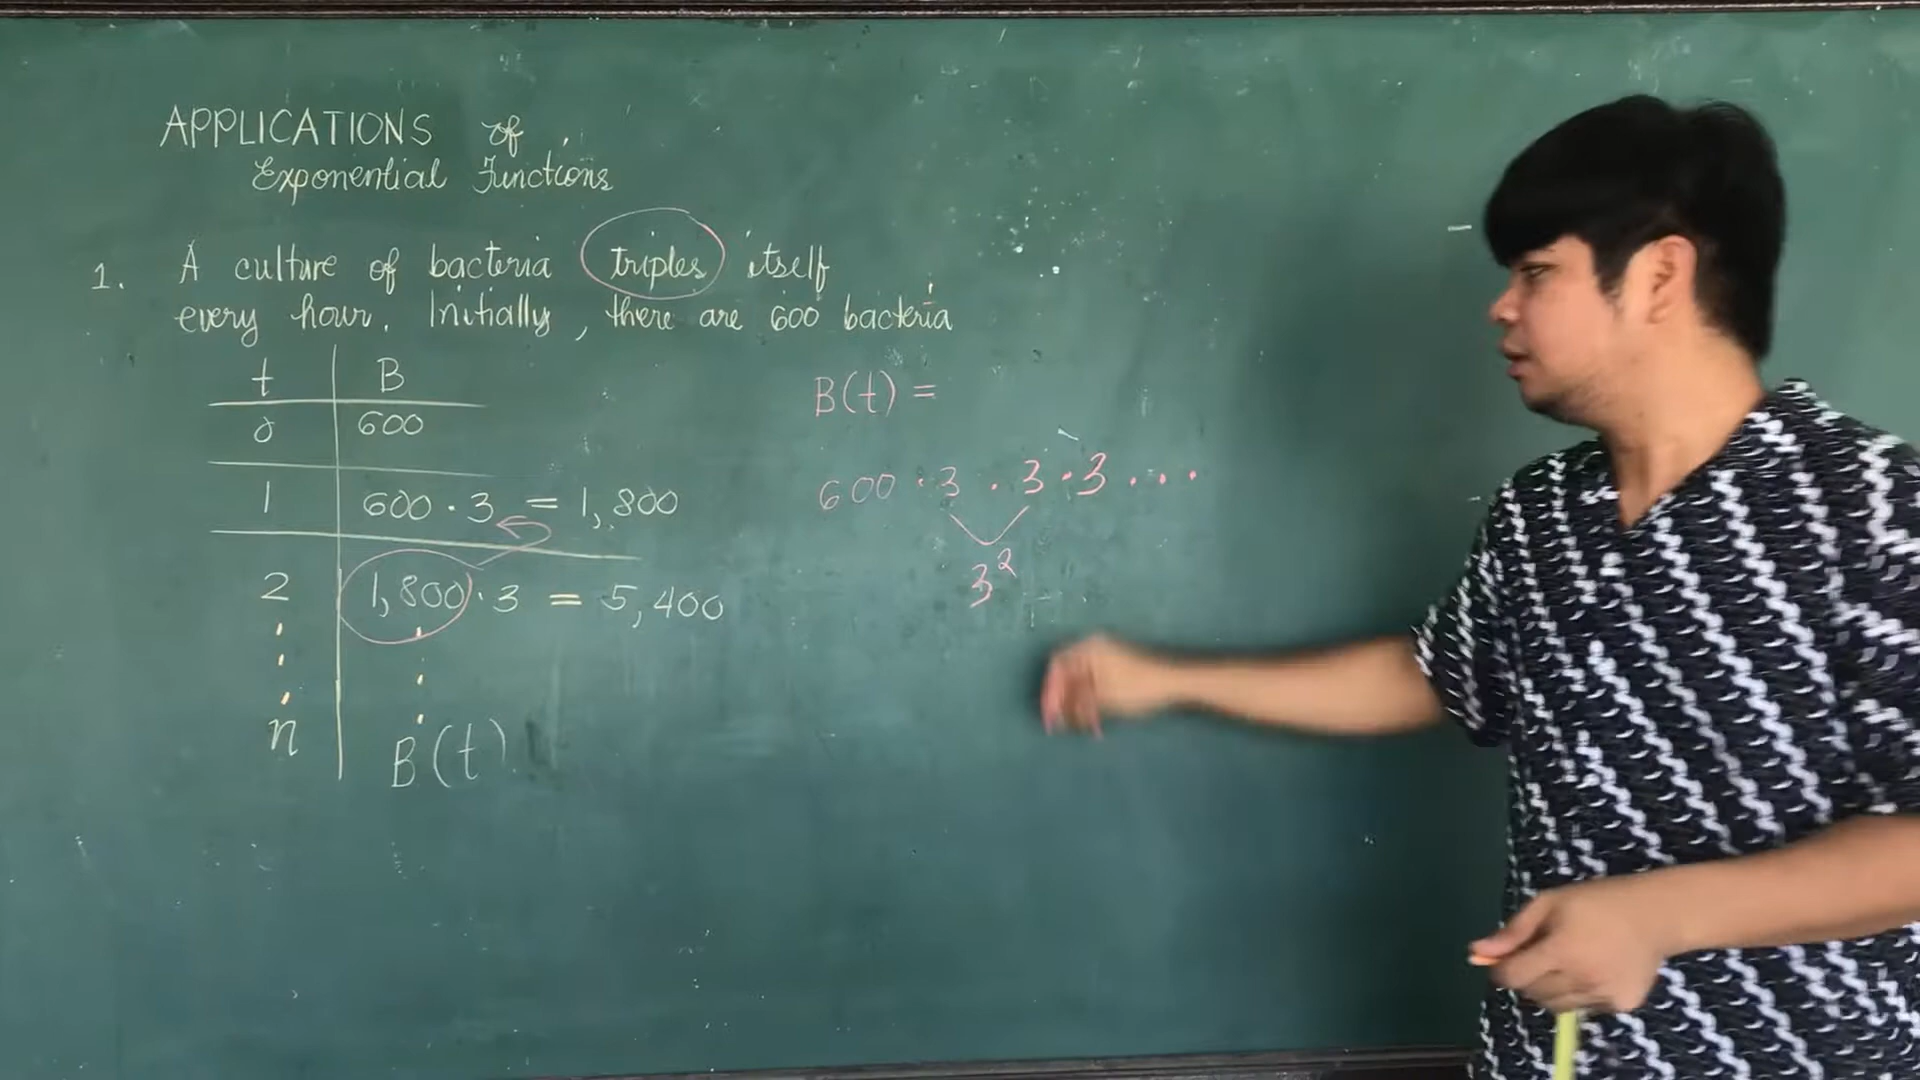 APPLICATIONS of
Exponential Functions
1. A culture of bacteria triples itself
every hour. Initially, there are 600 bacteria
t B
0 600
1 600 · 3 = 1,800
2 1,800 · 3 = 5,400
n B(t)
B(t) =
600 · 3 · 3 · 3 . . .
3²